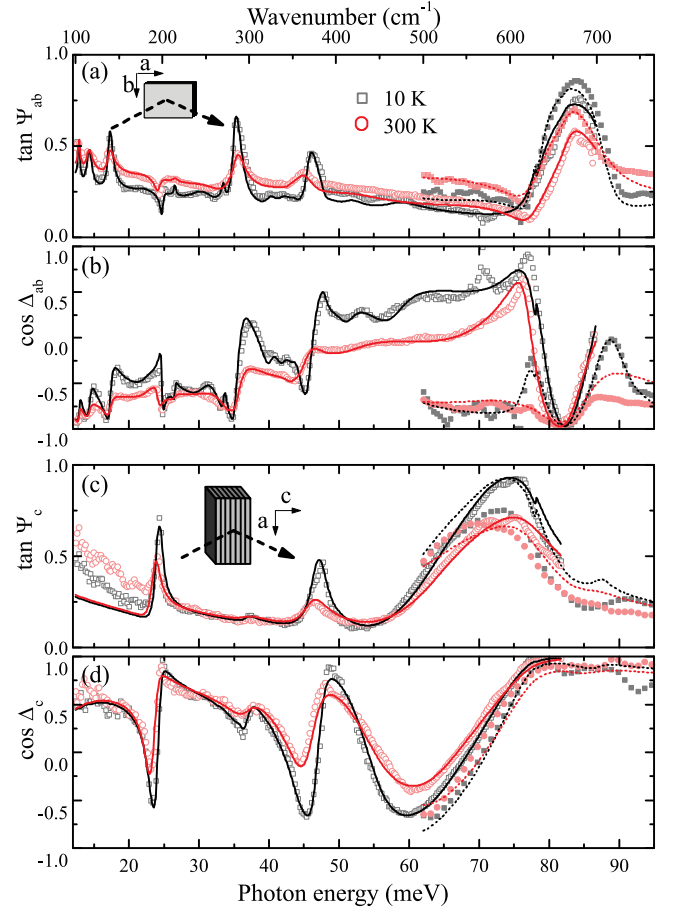 Wavenumber (cm⁻¹)
100 200 300 400 500 600 700
1.0
(a)
a
b
10 K
300 K
tan Ψab
0.5
0.0
(b)
0.5
cos Δab
0.0
-0.5
-1.0
1.0
(c)
c
a
tan Ψc
0.5
0.0
(d)
0.5
cos Δc
0.0
-0.5
-1.0
20 30 40 50 60 70 80 90
Photon energy (meV)